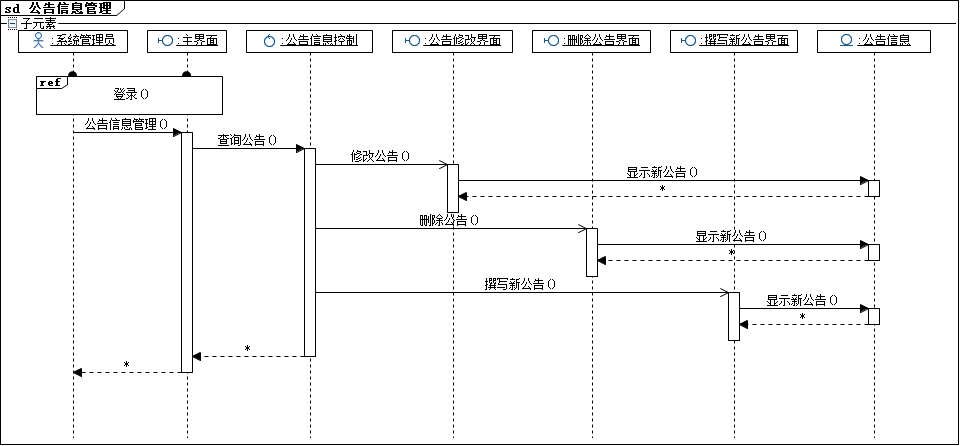 sd 公告信息管理
子元素
:系统管理员 :主界面 :公告信息控制 :公告修改界面 :删除公告界面 :撰写新公告界面 :公告信息
ref
登录()
公告信息管理()
查询公告()
修改公告()
显示新公告()
*
删除公告()
显示新公告()
*
撰写新公告()
显示新公告()
*
*
*